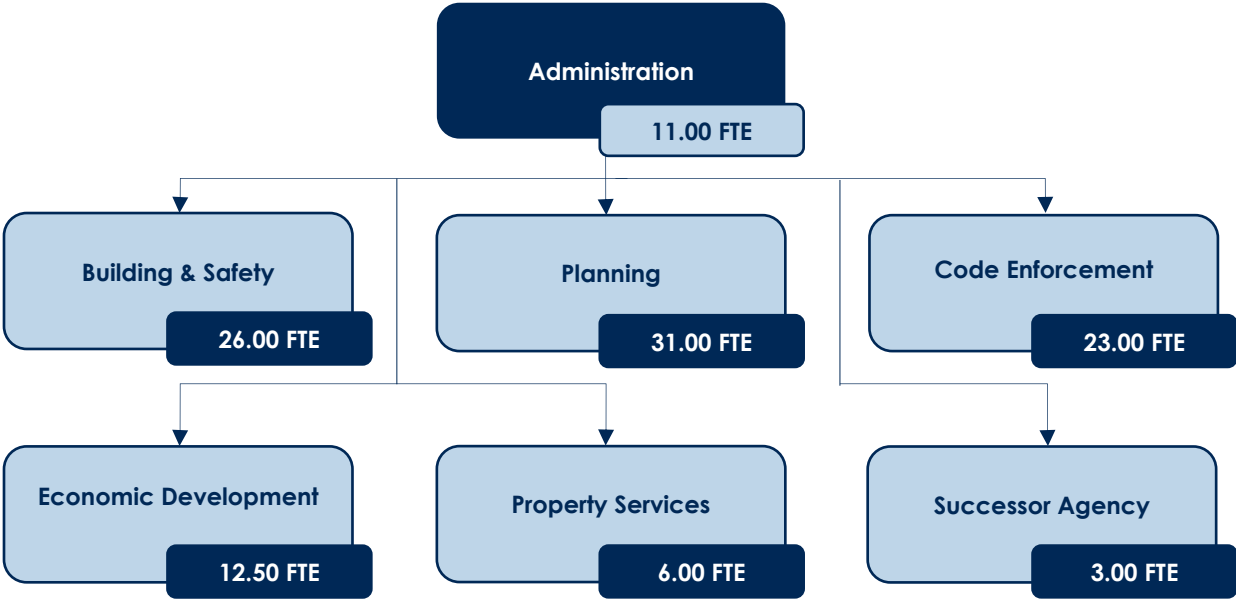 Administration
11.00 FTE
Building & Safety
26.00 FTE
Planning
31.00 FTE
Code Enforcement
23.00 FTE
Economic Development
12.50 FTE
Property Services
6.00 FTE
Successor Agency
3.00 FTE